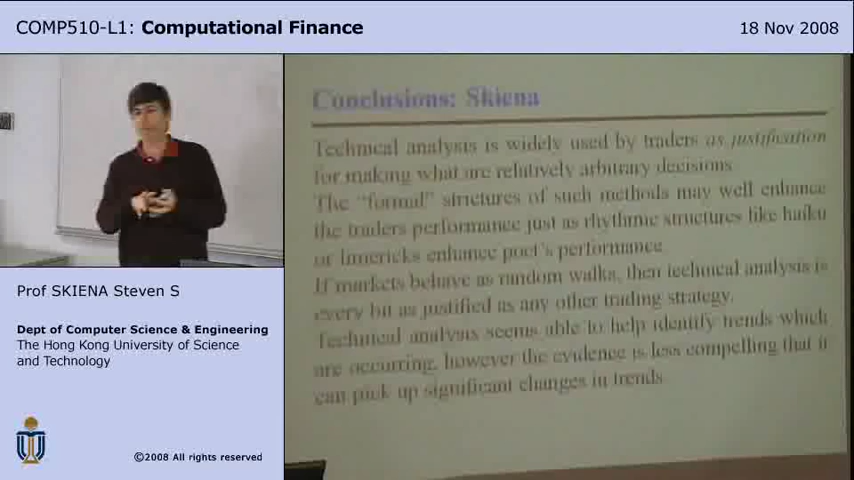 COMP510-L1: Computational Finance
18 Nov 2008
Conclusions: Skiena
Technical analysis is widely used by traders as justification
for making what are relatively arbitrary decisions.
The "formal" strictures of such methods may well enhance
the traders performance just as rhythmic structures like haiku
or limericks enhance poet's performance.
If markets behave as random walks, then technical analysis is
every bit as justified as any other trading strategy.
Technical analysis seems able to help identify trends which
are occurring, however the evidence is less compelling that it
can pick up significant changes in trends.
Prof SKIENA Steven S
Dept of Computer Science & Engineering
The Hong Kong University of Science
and Technology
©2008 All rights reserved